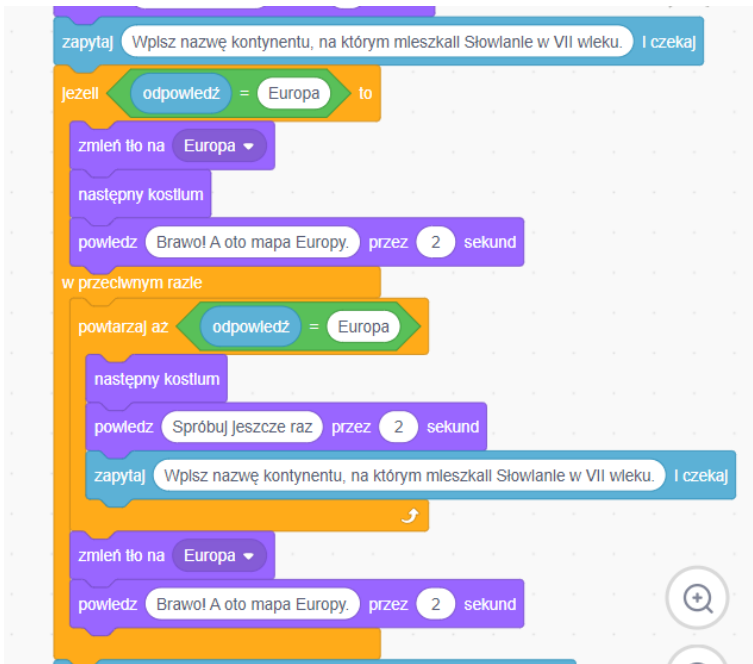 zapytaj Wpisz nazwę kontynentu, na którym mieszkali Słowianie w VII wieku. i czekaj
jeżeli odpowiedź = Europa to
zmień tło na Europa
następny kostium
powiedz Brawo! A oto mapa Europy. przez 2 sekund
w przeciwnym razie
powtarzaj aż odpowiedź = Europa
następny kostium
powiedz Spróbuj jeszcze raz przez 2 sekund
zapytaj Wpisz nazwę kontynentu, na którym mieszkali Słowianie w VII wieku. i czekaj
zmień tło na Europa
powiedz Brawo! A oto mapa Europy. przez 2 sekund